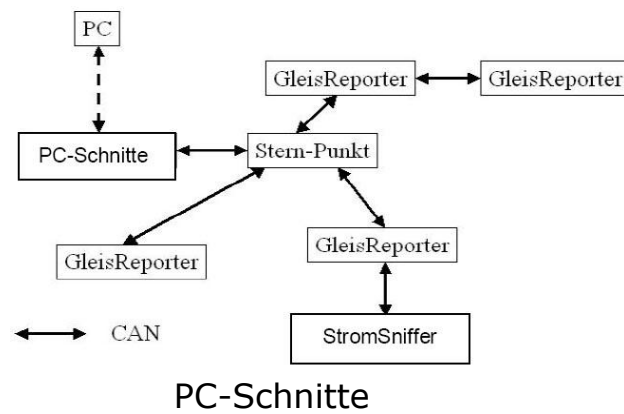 PC
GleisReporter
GleisReporter
PC-Schnitte
Stern-Punkt
GleisReporter
GleisReporter
CAN
StromSniffer
PC-Schnitte